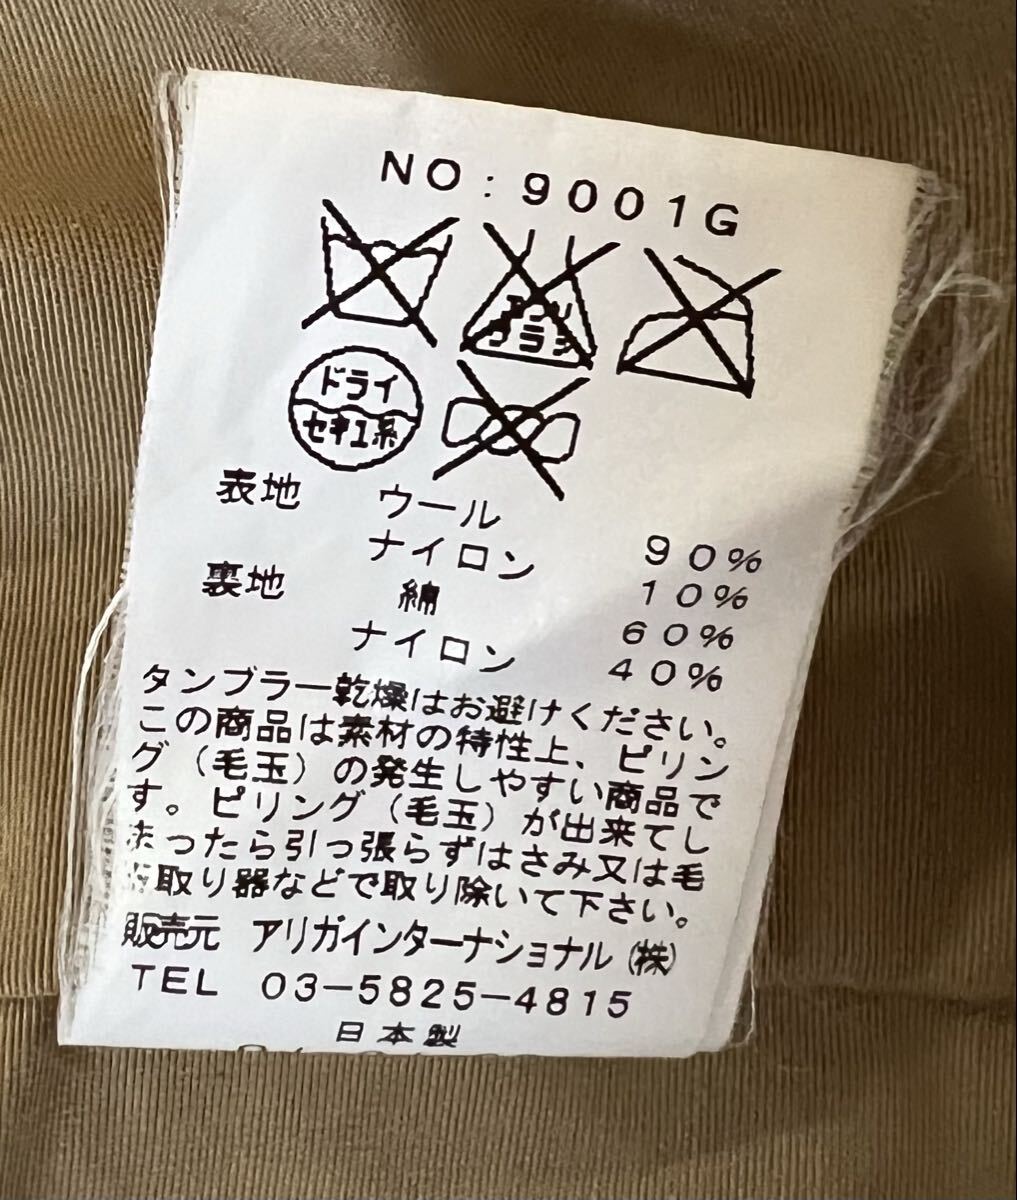 NO:9001G
エンソ
フラシ
ドライ
セキユ系
表地 ウール 90%
ナイロン 10%
裏地 綿 60%
ナイロン 40%
タンブラー乾燥はお避けください。
この商品は素材の特性上、ピリン
グ(毛玉)の発生しやすい商品で
す。ピリング(毛玉)が出来てし
まったら引っ張らずはさみ又は毛
取り器などで取り除いて下さい。
販売元 アリガインターナショナル(株)
TEL 03-5825-4815
日本製